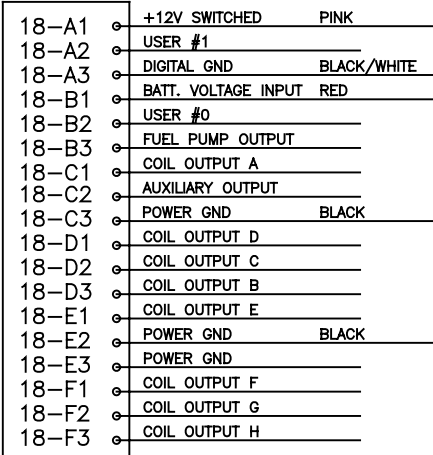 18-A1 +12V SWITCHED PINK
18-A2 USER #1
18-A3 DIGITAL GND BLACK/WHITE
18-B1 BATT. VOLTAGE INPUT RED
18-B2 USER #0
18-B3 FUEL PUMP OUTPUT
18-C1 COIL OUTPUT A
18-C2 AUXILIARY OUTPUT
18-C3 POWER GND BLACK
18-D1 COIL OUTPUT D
18-D2 COIL OUTPUT C
18-D3 COIL OUTPUT B
18-E1 COIL OUTPUT E
18-E2 POWER GND BLACK
18-E3 POWER GND
18-F1 COIL OUTPUT F
18-F2 COIL OUTPUT G
18-F3 COIL OUTPUT H